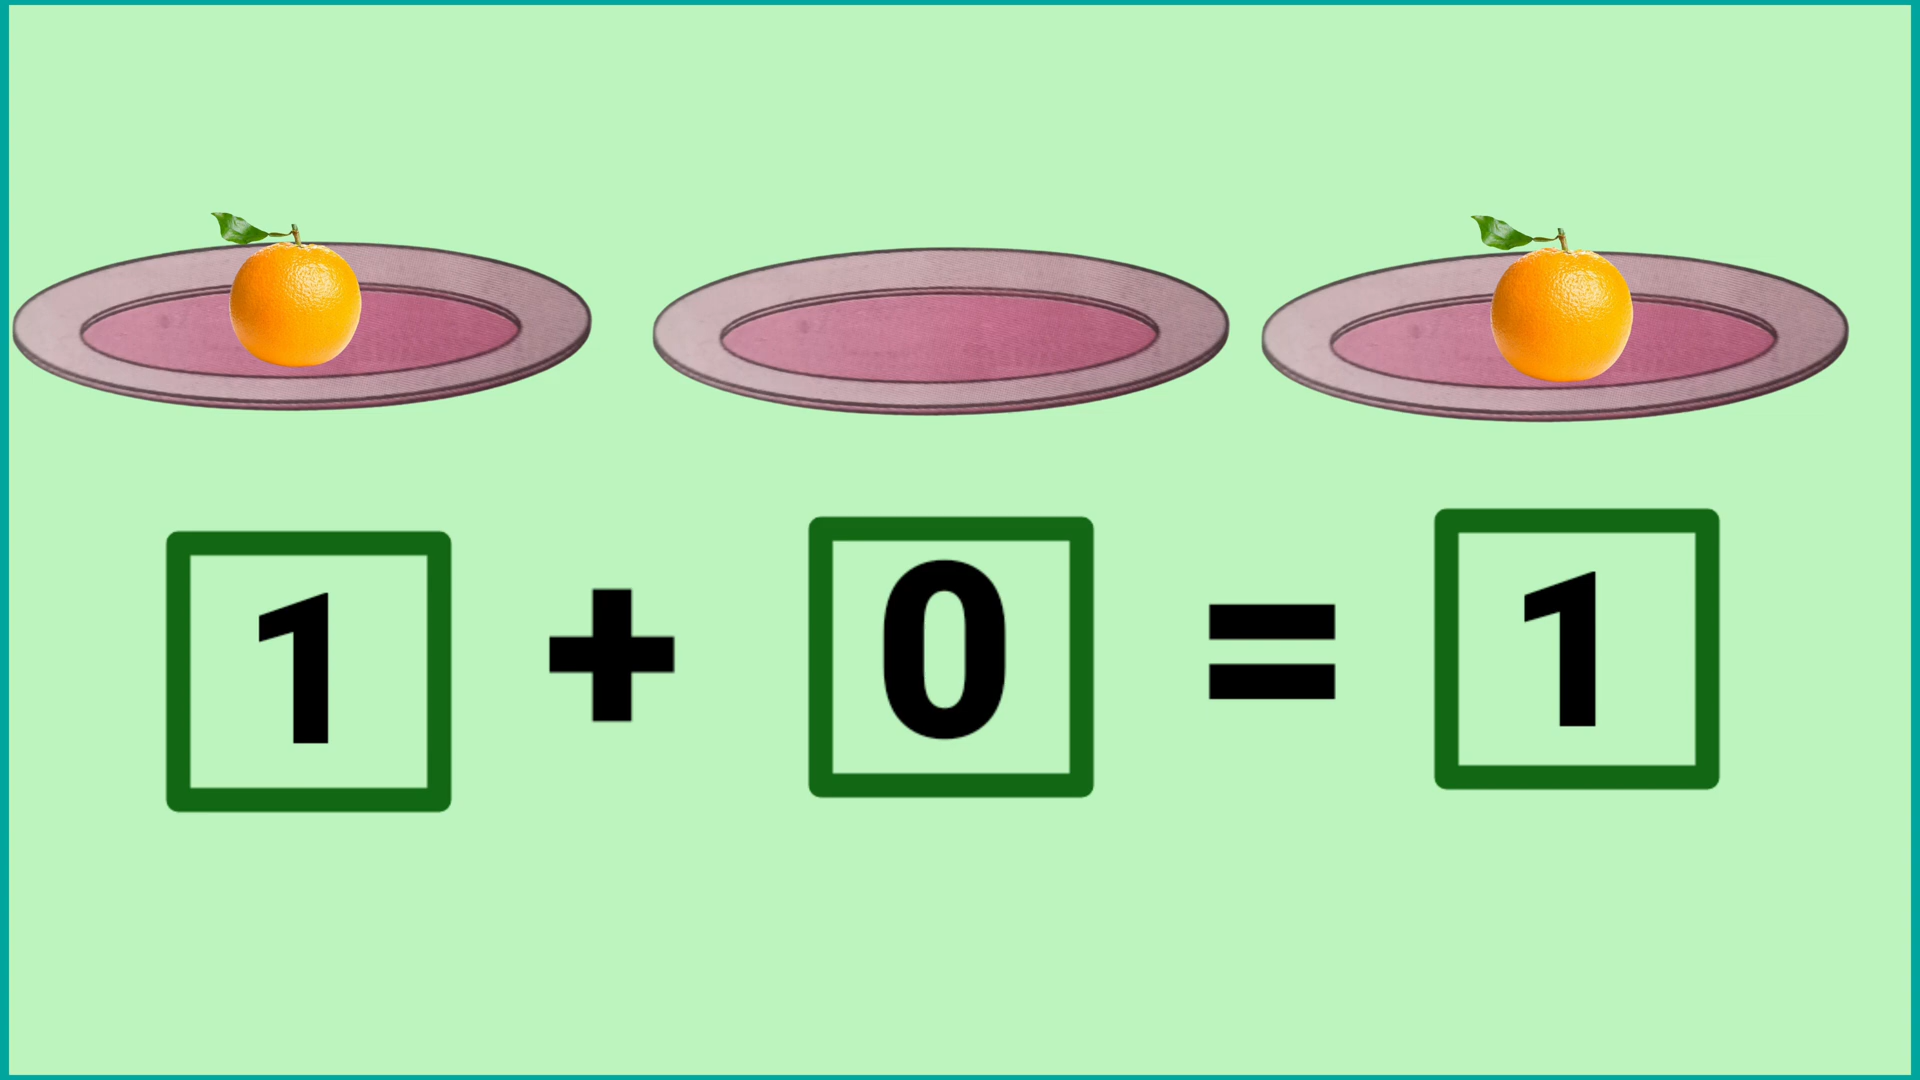 1 + 0 = 1